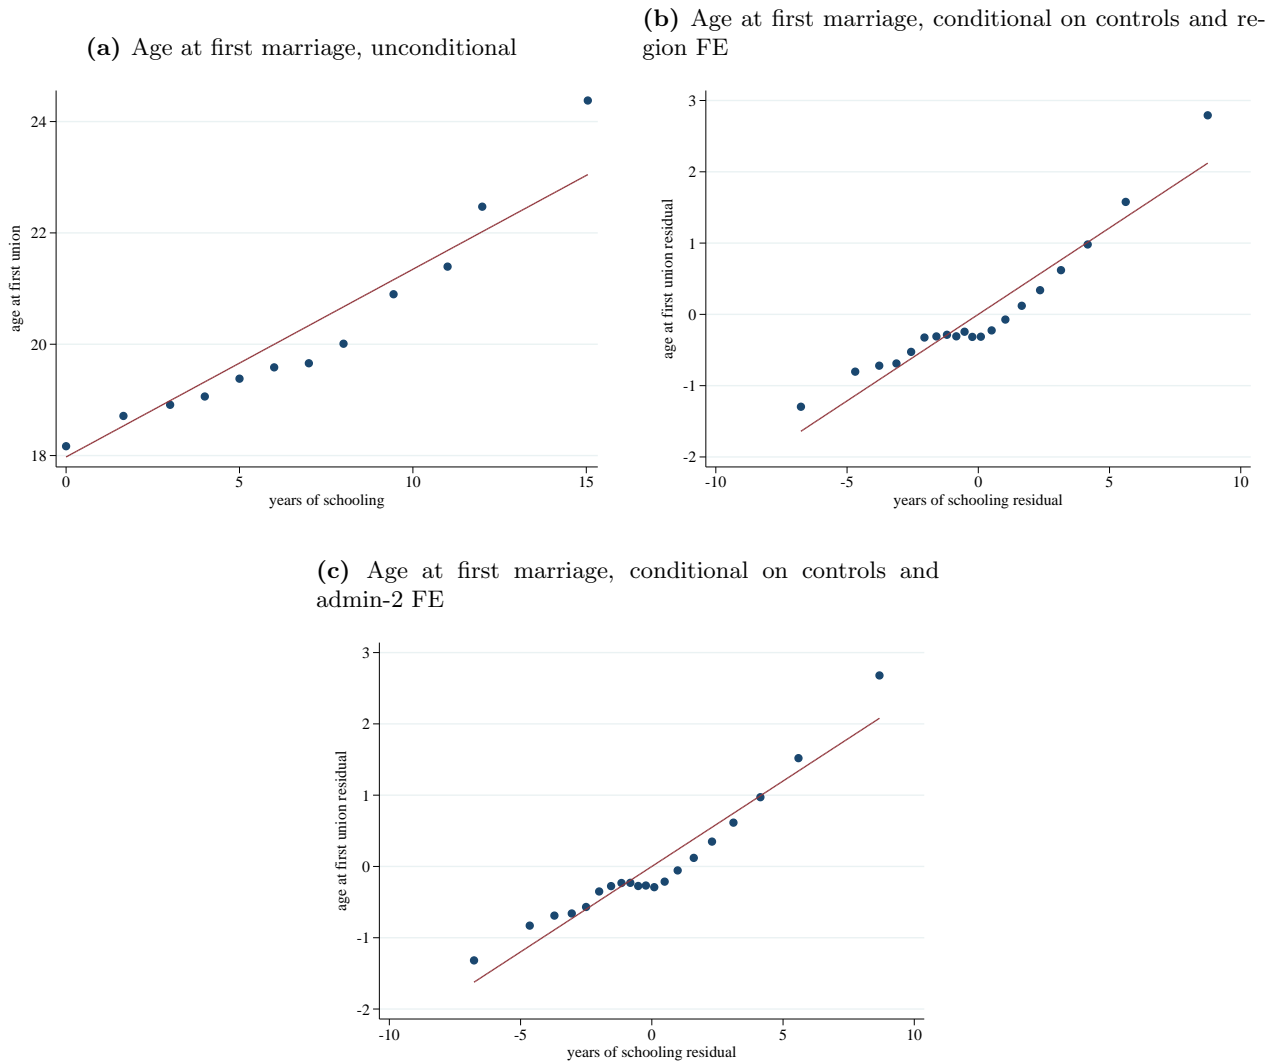 (a) Age at first marriage, unconditional
24
22
20
18
age at first union
0 5 10 15
years of schooling
(b) Age at first marriage, conditional on controls and re-
gion FE
3
2
1
0
-1
-2
age at first union residual
-10 -5 0 5 10
years of schooling residual
(c) Age at first marriage, conditional on controls and
admin-2 FE
3
2
1
0
-1
-2
age at first union residual
-10 -5 0 5 10
years of schooling residual